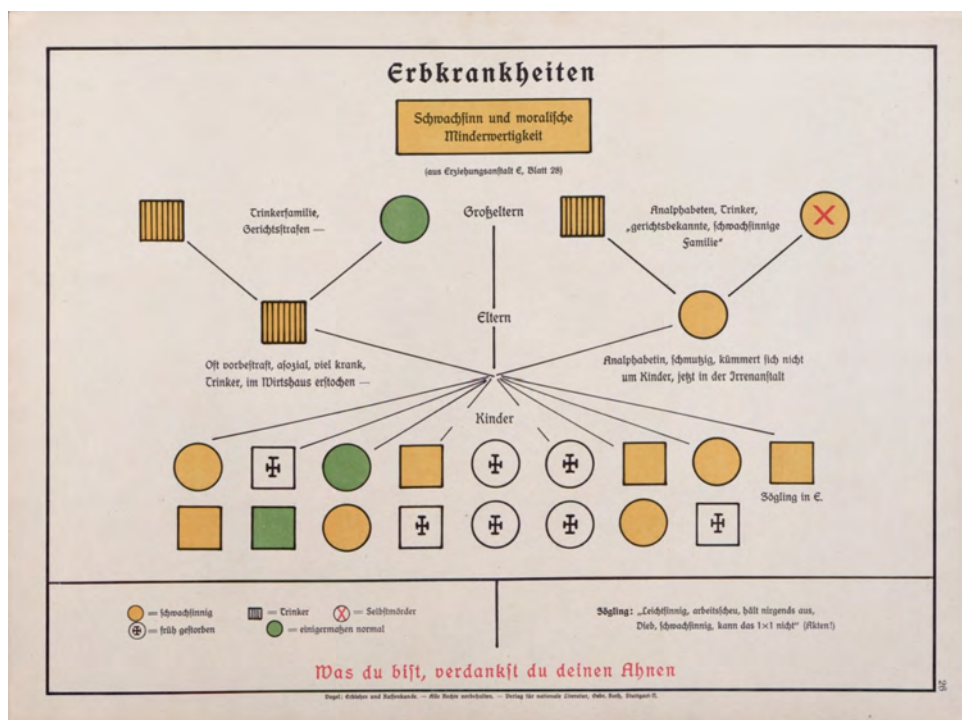 Erbkrankheiten
Schwachsinn und moralische
Minderwertigkeit
(aus Erziehungsanstalt E, Blatt 28)
Trinkerfamilie,
Gerichtsstrafen —
Großeltern
Analphabeten, Trinker,
„gerichtsbekannte, schwachsinnige
Familie"
Eltern
Oft vorbestraft, asozial, viel krank,
Trinker, im Wirtshaus erstochen —
Analphabetin, schmutzig, kümmert sich nicht
um Kinder, jetzt in der Irrenanstalt
Kinder
Zögling in E.
= schwachsinnig
= Trinker
= Selbstmörder
= früh gestorben
= einigermaßen normal
Zögling: „Leichtsinnig, arbeitsscheu, hält nirgends aus,
Dieb, schwachsinnig, kann das 1×1 nicht" (Akten!)
Was du bist, verdankst du deinen Ahnen
Vogel: Erblehre und Rassenkunde. — Alle Rechte vorbehalten. — Verlag für nationale Literatur, Gebr. Rath, Stuttgart-N.
26